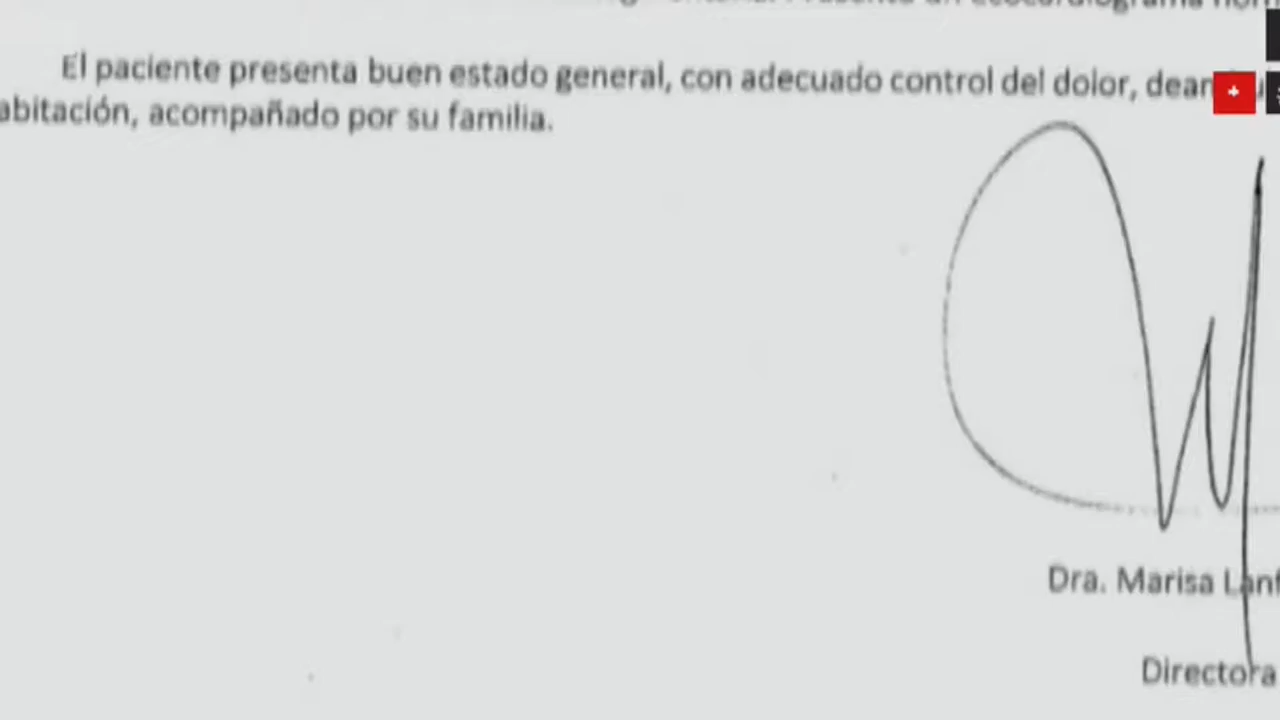 El paciente presenta buen estado general, con adecuado control del dolor,
abitación, acompañado por su familia.
Dra. Marisa
Directora